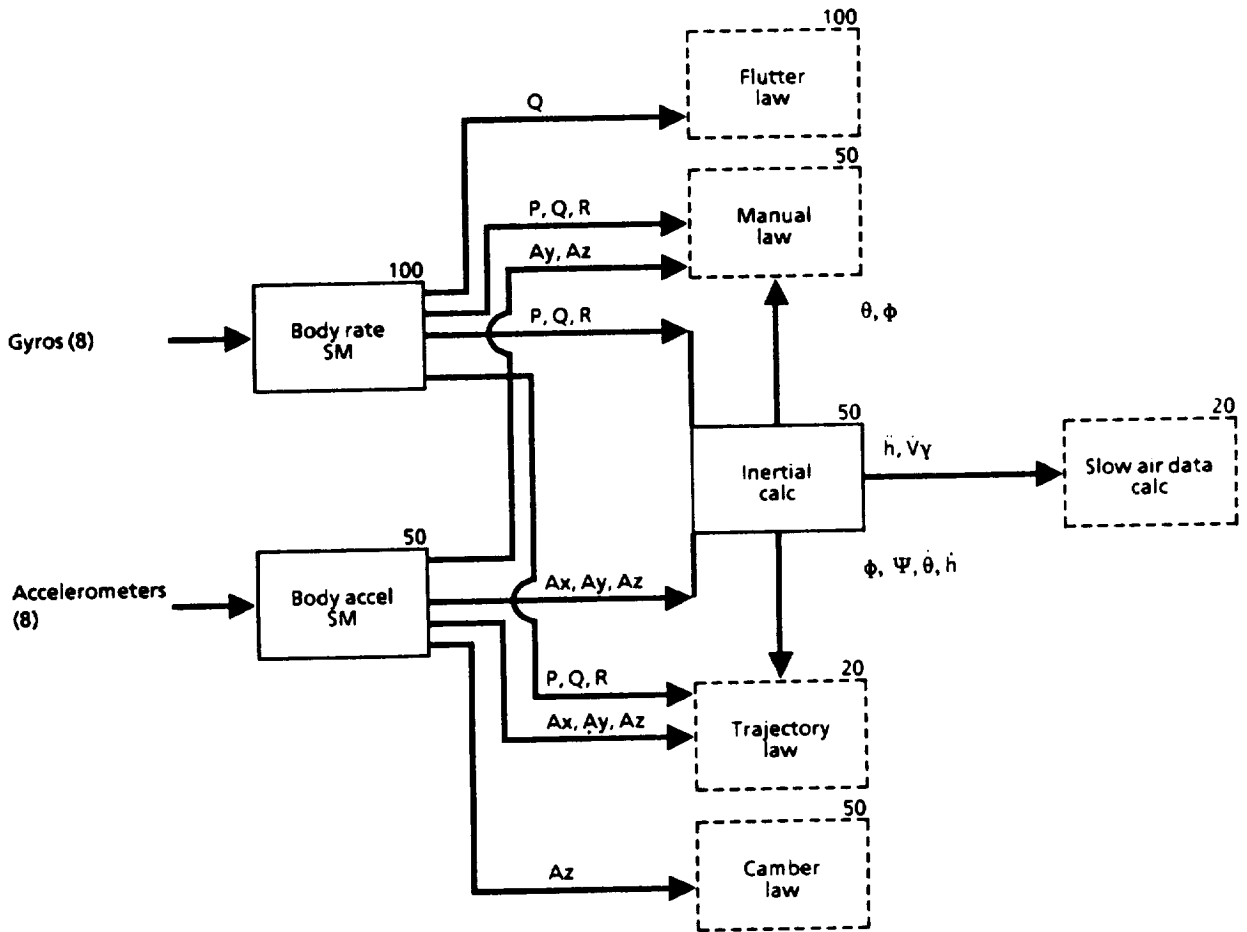 100
Flutter
law
Q
50
P, Q, R
Manual
law
Ay, Az
100
Body rate
SM
Gyros (8)
P, Q, R
θ, ϕ
50
Inertial
calc
ḧ, V̇γ
20
Slow air data
calc
50
Body accel
SM
Accelerometers
(8)
Ax, Ay, Az
ϕ, Ψ, θ̇, ḣ
P, Q, R
20
Ax, Ay, Az
Trajectory
law
50
Az
Camber
law